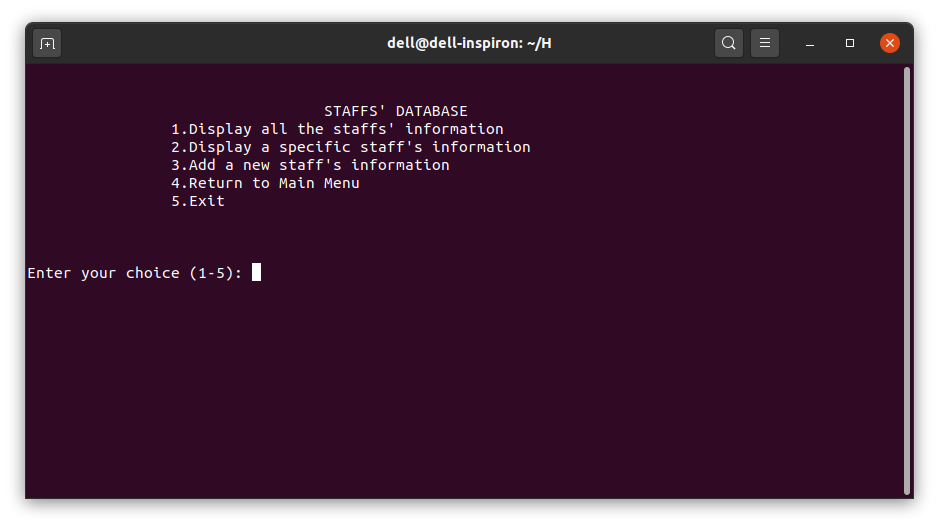 dell@dell-inspiron: ~/H
STAFFS' DATABASE
1.Display all the staffs' information
2.Display a specific staff's information
3.Add a new staff's information
4.Return to Main Menu
5.Exit
Enter your choice (1-5):